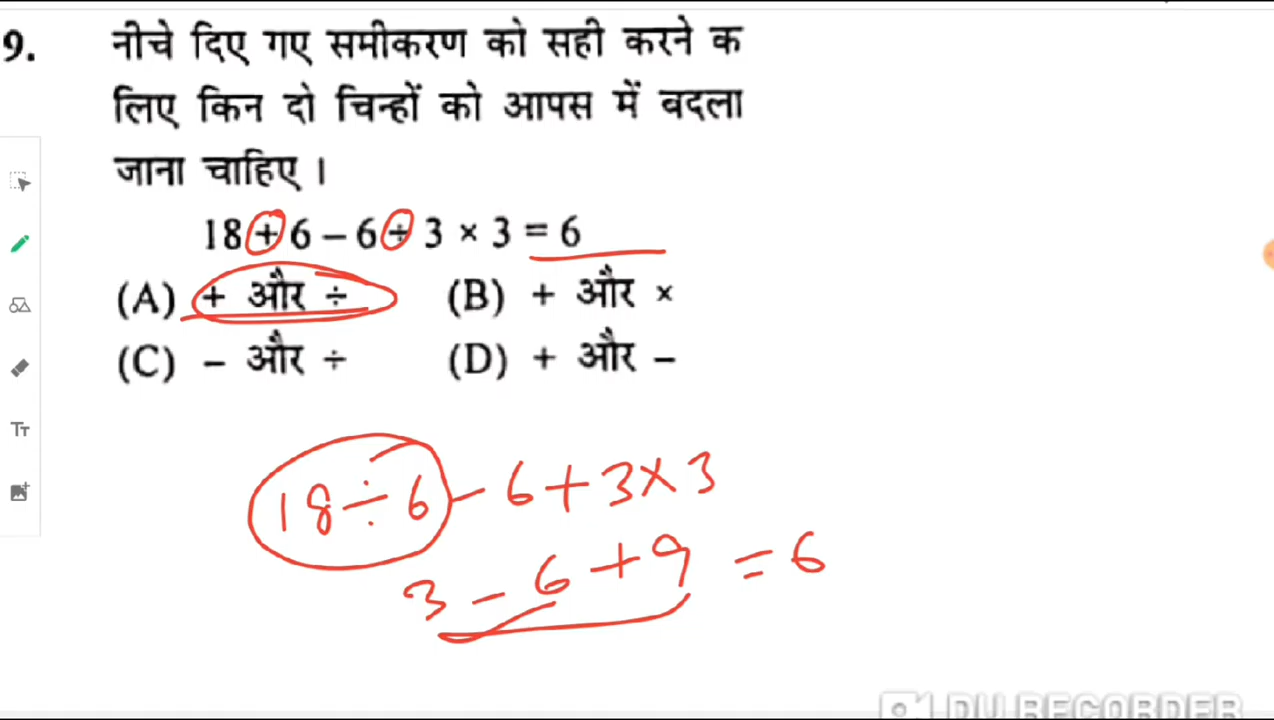 9. नीचे दिए गए समीकरण को सही करने क
लिए किन दो चिन्हों को आपस में बदला
जाना चाहिए ।
18 + 6 – 6 ÷ 3 × 3 = 6
(A) + और ÷ (B) + और ×
(C) – और ÷ (D) + और –
18 ÷ 6 – 6 + 3 × 3
3 – 6 + 9 = 6
TT
DU RECORDER